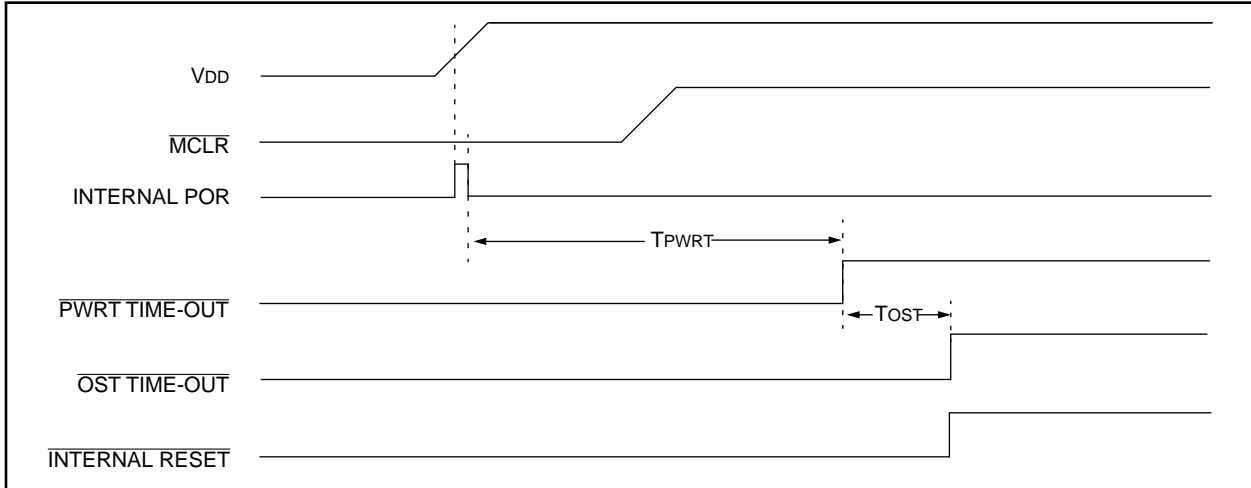 VDD
MCLR
INTERNAL POR
TPWRT
PWRT TIME-OUT
TOST
OST TIME-OUT
INTERNAL RESET